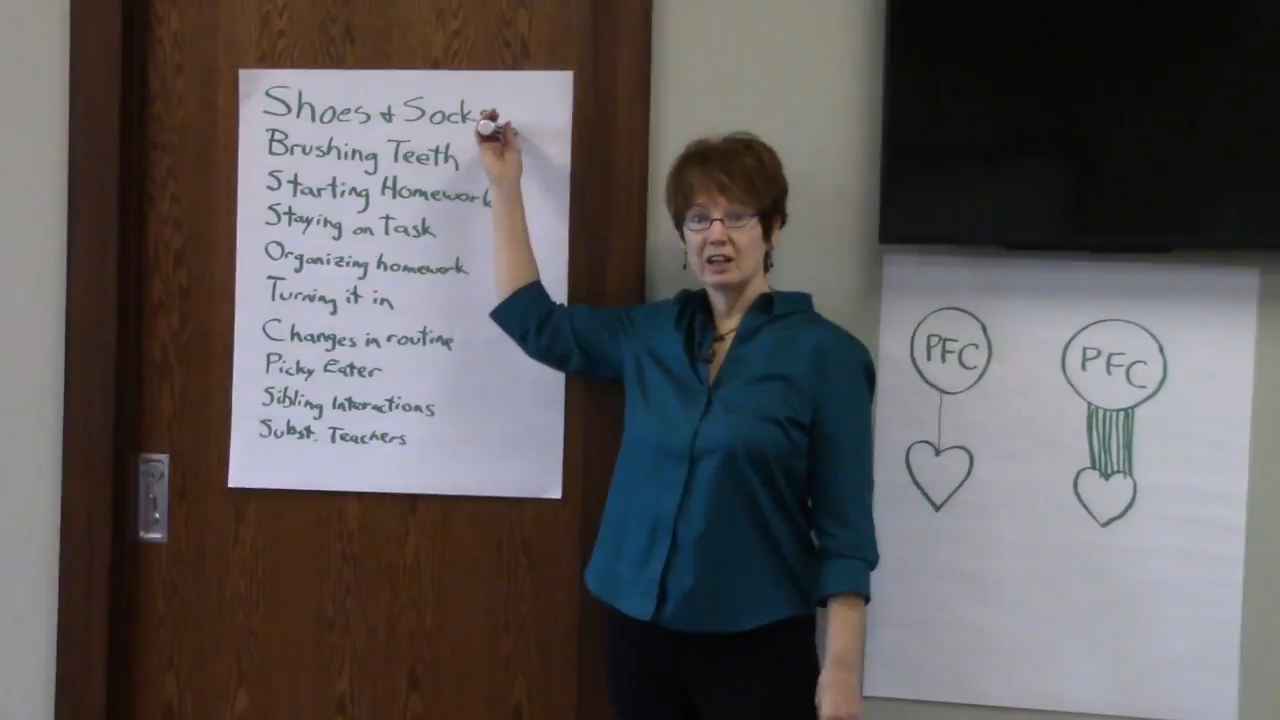 Shoes & Socks
Brushing Teeth
Starting Homework
Staying on Task
Organizing homework
Turning it in
Changes in routine
Picky Eater
Sibling Interactions
Subst. Teachers
PFC
PFC